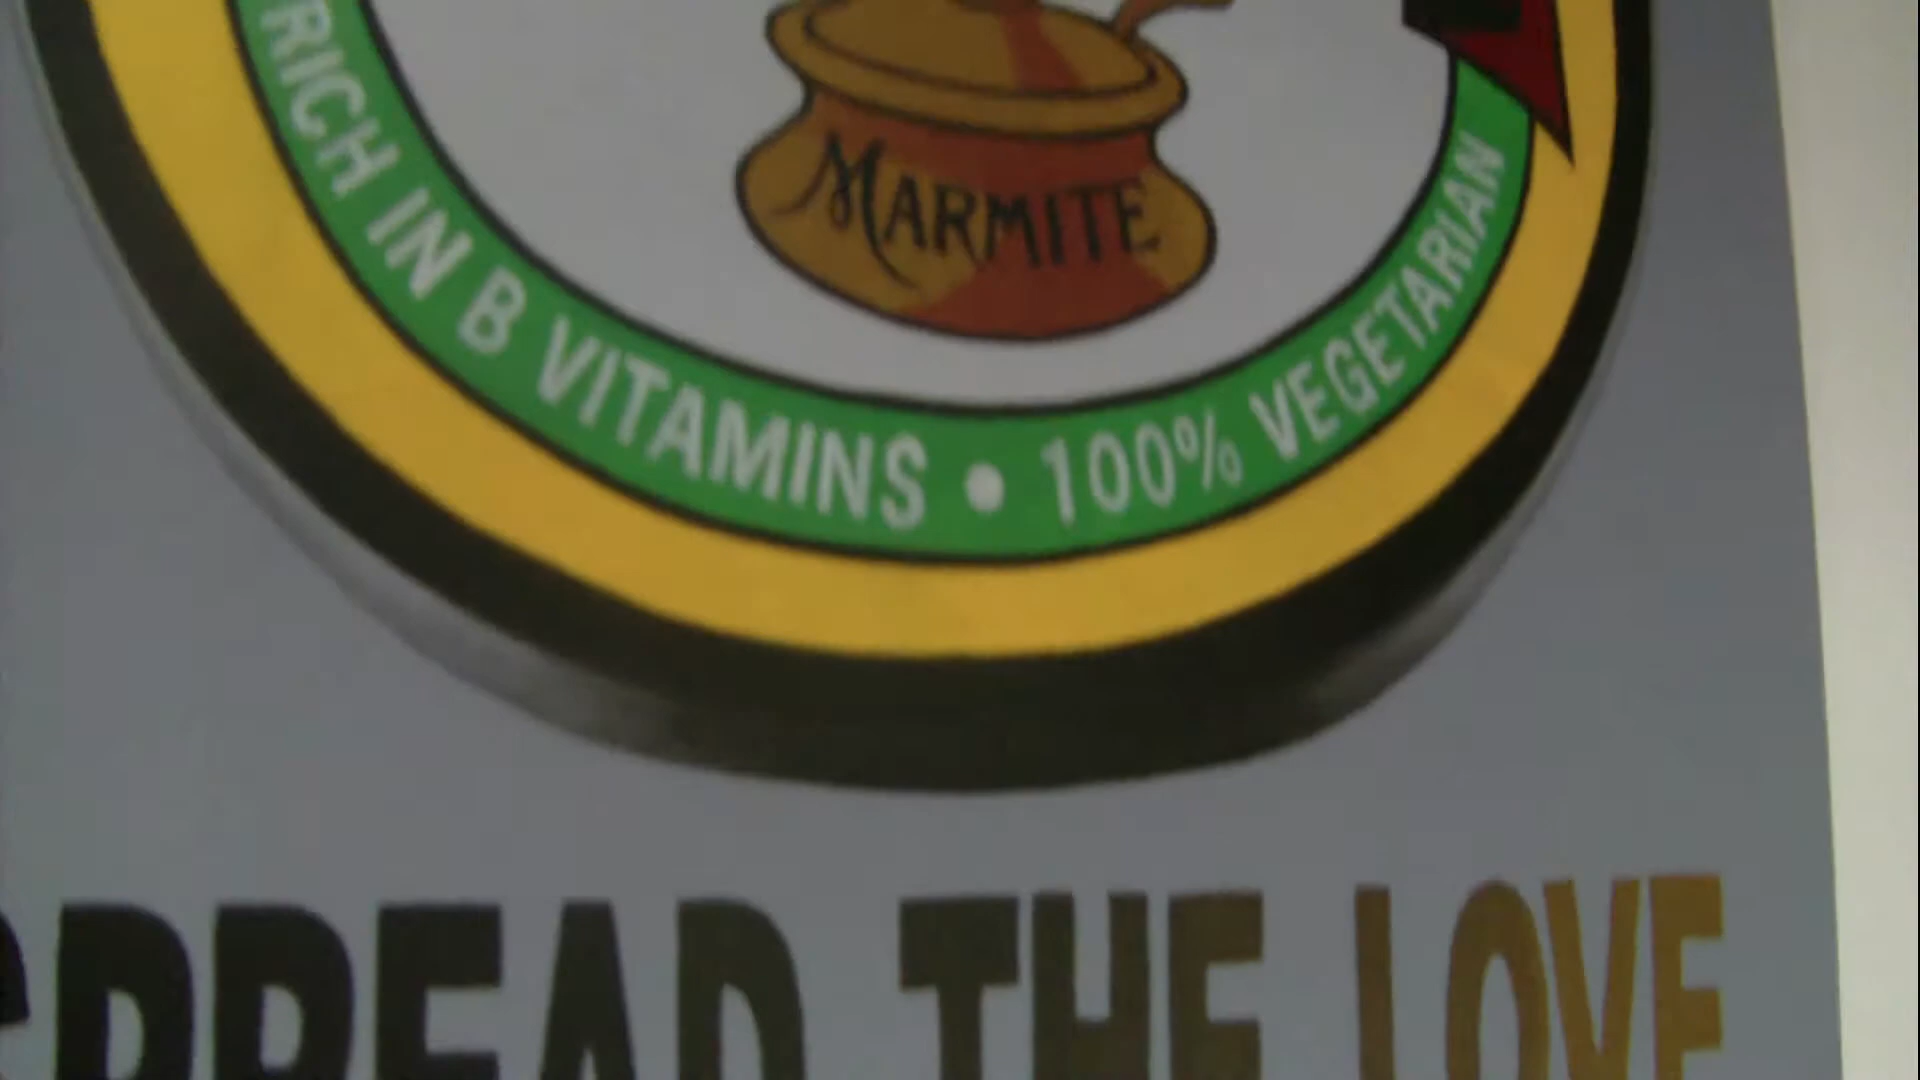 MARMITE
RICH IN B VITAMINS • 100% VEGETARIAN
SPREAD THE LOVE